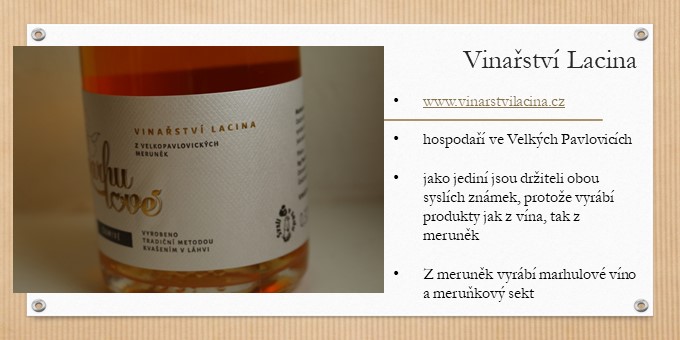 Vinařství Lacina
www.vinarstvilacina.cz
hospodaří ve Velkých Pavlovicích
jako jediní jsou držiteli obou
syslích známek, protože vyrábí
produkty jak z vína, tak z
meruněk
Z meruněk vyrábí marhulové víno
a meruňkový sekt
VINAŘSTVÍ LACINA
Z VELKOPAVLOVICKÝCH
MERUNĚK
love
VYROBENO
TRADIČNÍ METODOU
KVAŠENÍM V LÁHVI